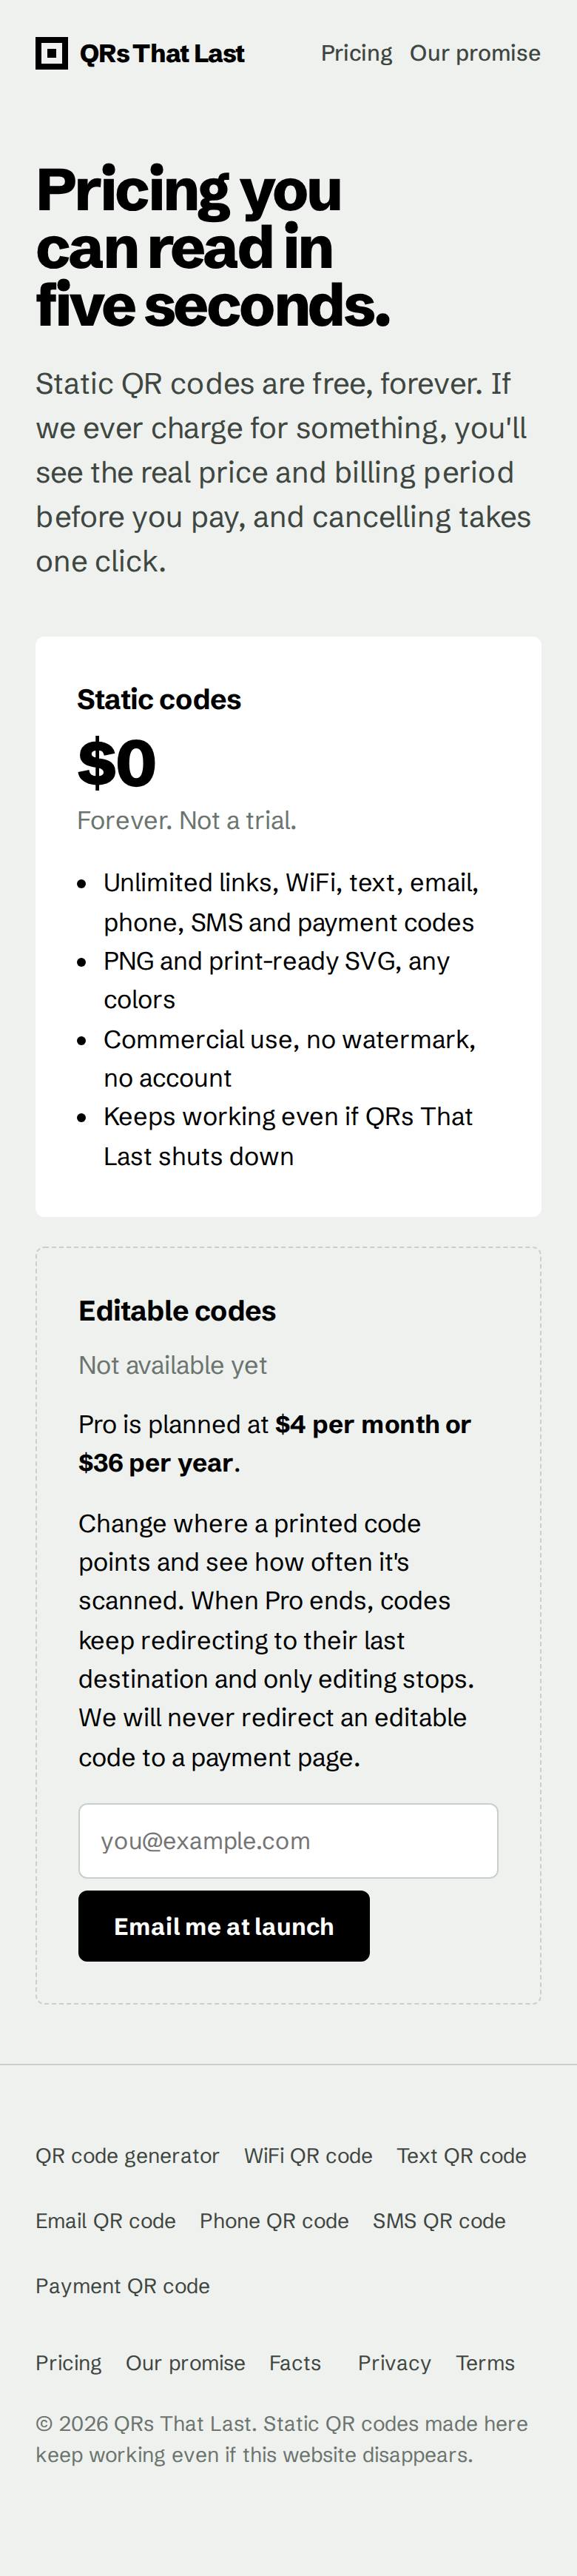 QRs That Last
Pricing Our promise
Pricing you
can read in
five seconds.
Static QR codes are free, forever. If
we ever charge for something, you'll
see the real price and billing period
before you pay, and cancelling takes
one click.
Static codes
$0
Forever. Not a trial.
• Unlimited links, WiFi, text, email,
phone, SMS and payment codes
• PNG and print-ready SVG, any
colors
• Commercial use, no watermark,
no account
• Keeps working even if QRs That
Last shuts down
Editable codes
Not available yet
Pro is planned at $4 per month or
$36 per year.
Change where a printed code
points and see how often it's
scanned. When Pro ends, codes
keep redirecting to their last
destination and only editing stops.
We will never redirect an editable
code to a payment page.
you@example.com
Email me at launch
QR code generator WiFi QR code Text QR code
Email QR code Phone QR code SMS QR code
Payment QR code
Pricing Our promise Facts Privacy Terms
© 2026 QRs That Last. Static QR codes made here
keep working even if this website disappears.